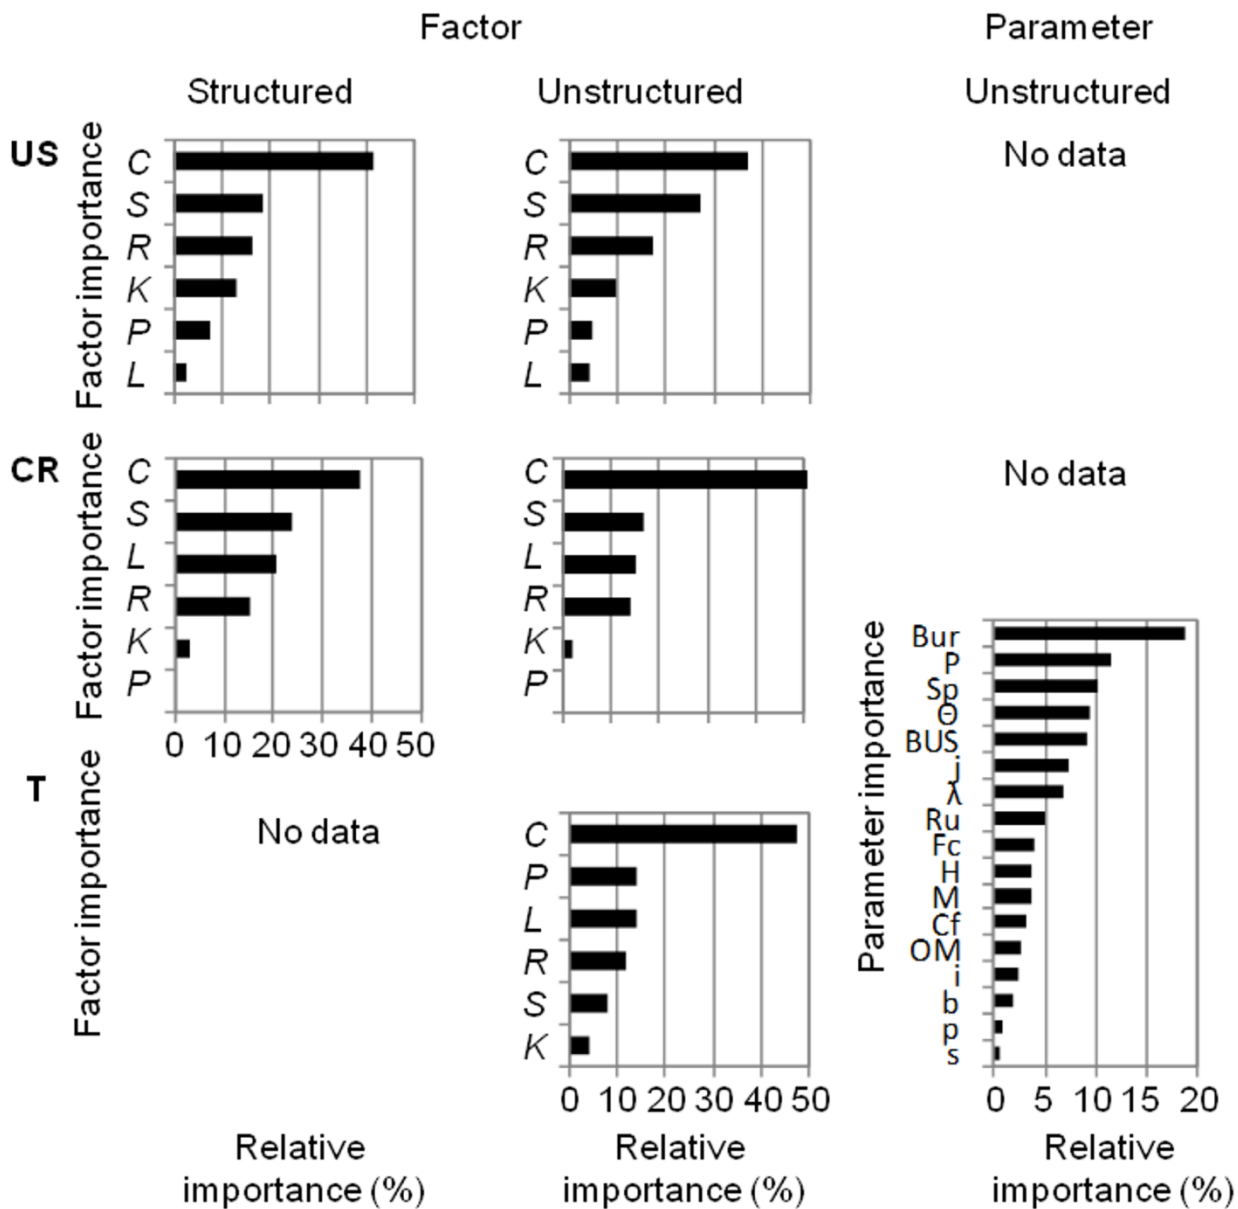 Factor
Parameter
Structured
Unstructured
Unstructured
US
Factor importance
C
S
R
K
P
L
C
S
R
K
P
L
No data
CR
Factor importance
C
S
L
R
K
P
0 10 20 30 40 50
C
S
L
R
K
P
No data
T
Factor importance
No data
C
P
L
R
S
K
0 10 20 30 40 50
Parameter importance
Bur
P
Sp
Θ
BUS
j
λ
Ru
Fc
H
M
Cf
OM
i
b
p
s
0 5 10 15 20
Relative
importance (%)
Relative
importance (%)
Relative
importance (%)